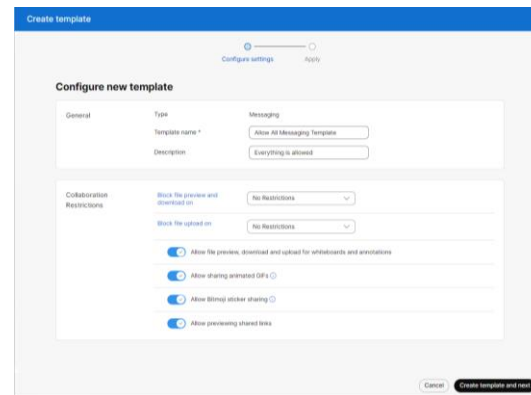 Create template
Configure settings
Apply
Configure new template
General
Type
Messaging
Template name *
Allow All Messaging Template
Description
Everything is allowed
Collaboration
Restrictions
Block file preview and
download on
No Restrictions
Block file upload on
No Restrictions
Allow file preview, download and upload for whiteboards and annotations
Allow sharing animated GIFs
Allow Bitmoji sticker sharing
Allow previewing shared links
Cancel
Create template and next